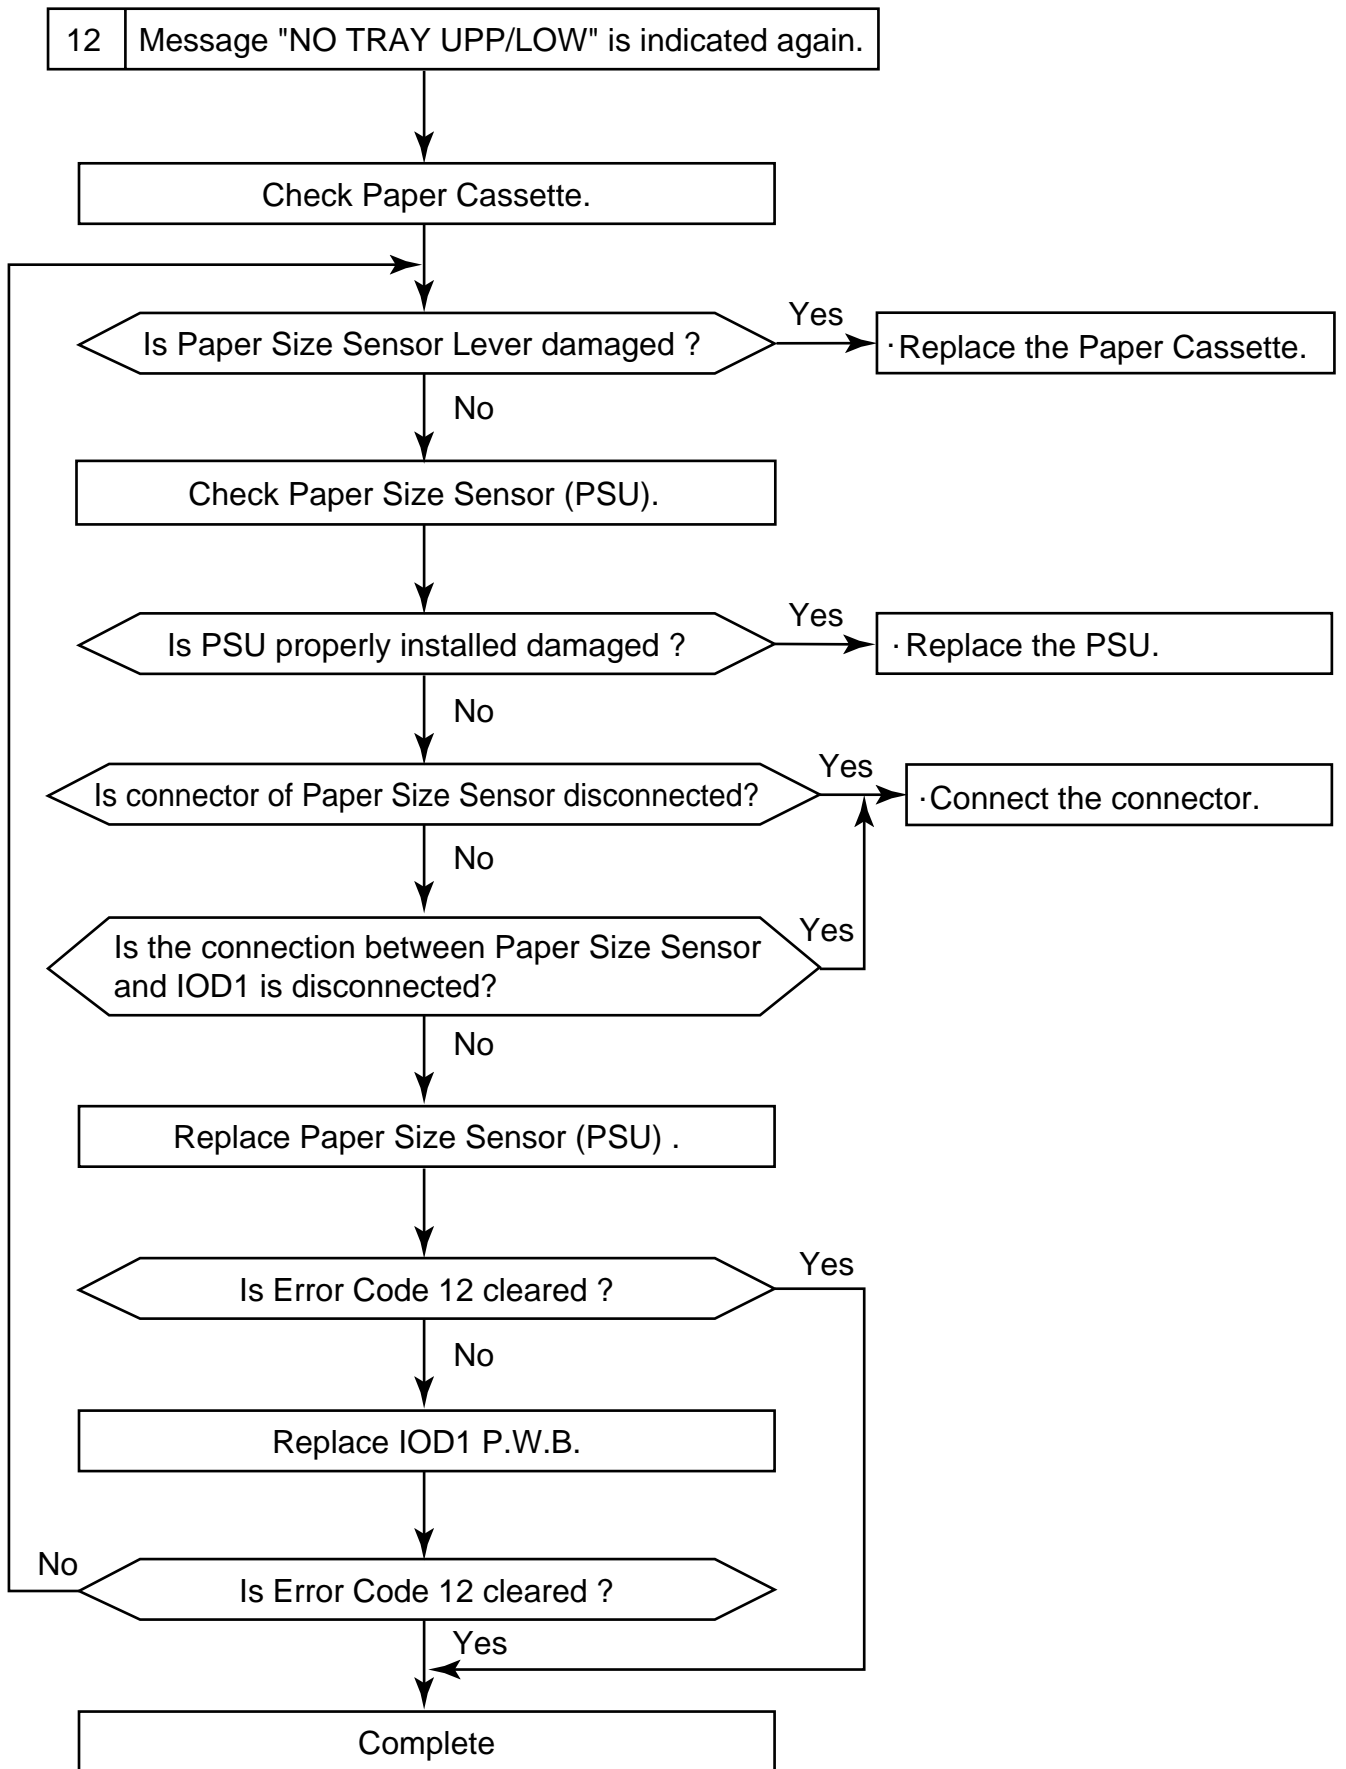 12 Message "NO TRAY UPP/LOW" is indicated again.
Check Paper Cassette.
Is Paper Size Sensor Lever damaged ?
Yes
·Replace the Paper Cassette.
No
Check Paper Size Sensor (PSU).
Is PSU properly installed damaged ?
Yes
·Replace the PSU.
No
Is connector of Paper Size Sensor disconnected?
Yes
·Connect the connector.
No
Is the connection between Paper Size Sensor
and IOD1 is disconnected?
Yes
No
Replace Paper Size Sensor (PSU) .
Is Error Code 12 cleared ?
Yes
No
Replace IOD1 P.W.B.
Is Error Code 12 cleared ?
No
Yes
Complete